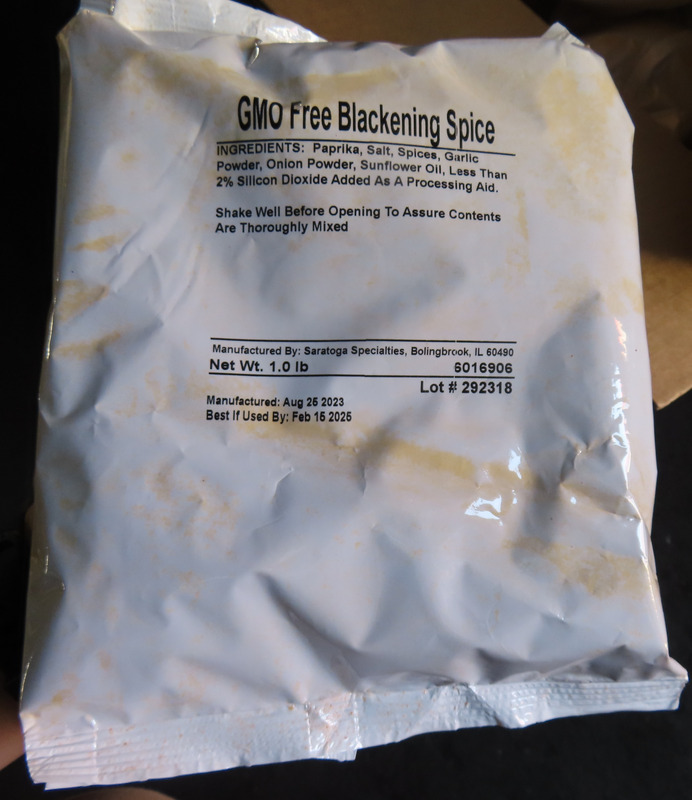 GMO Free Blackening Spice
INGREDIENTS: Paprika, Salt, Spices, Garlic
Powder, Onion Powder, Sunflower Oil, Less Than
2% Silicon Dioxide Added As A Processing Aid.
Shake Well Before Opening To Assure Contents
Are Thoroughly Mixed
Manufactured By: Saratoga Specialties, Bolingbrook, IL 60490
Net Wt. 1.0 lb 6016906
Lot # 292318
Manufactured: Aug 25 2023
Best If Used By: Feb 15 2025